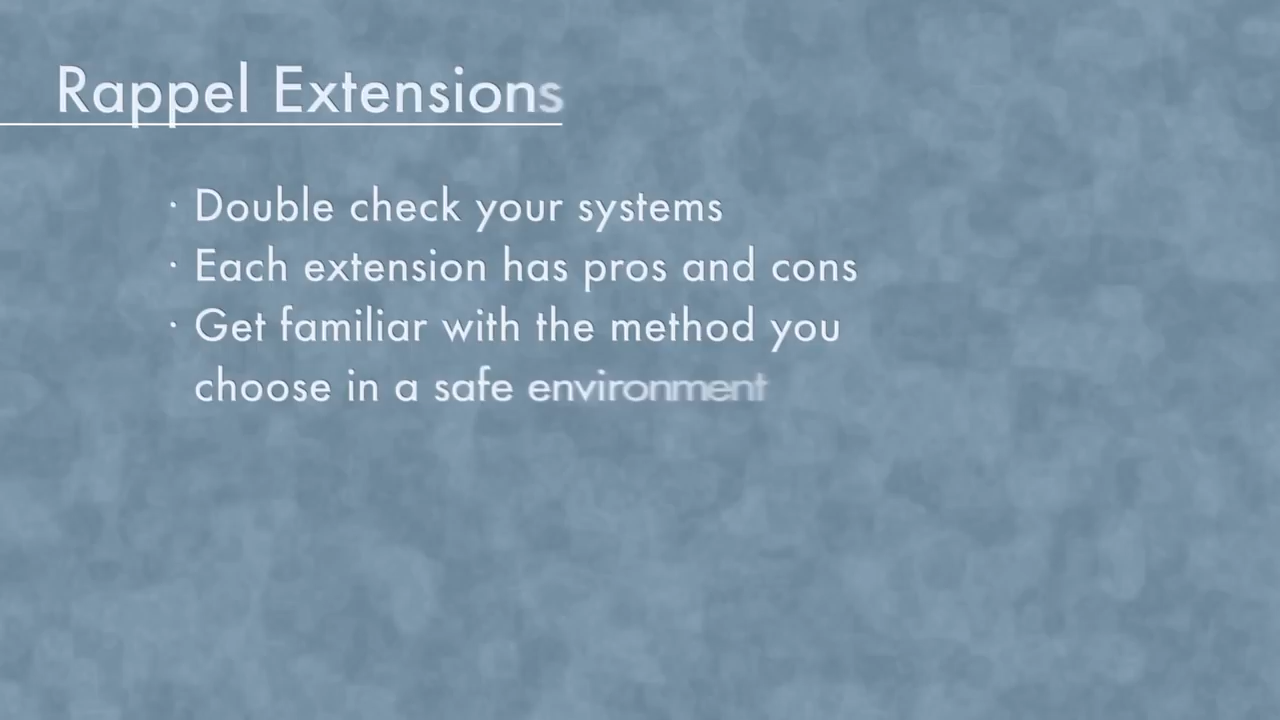 Rappel Extensions
· Double check your systems
· Each extension has pros and cons
· Get familiar with the method you
choose in a safe environment